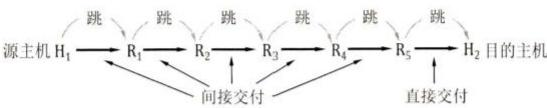 跳 跳 跳 跳 跳 跳
源主机 H₁ R₁ R₂ R₃ R₄ R₅ H₂ 目的主机
间接交付 直接交付